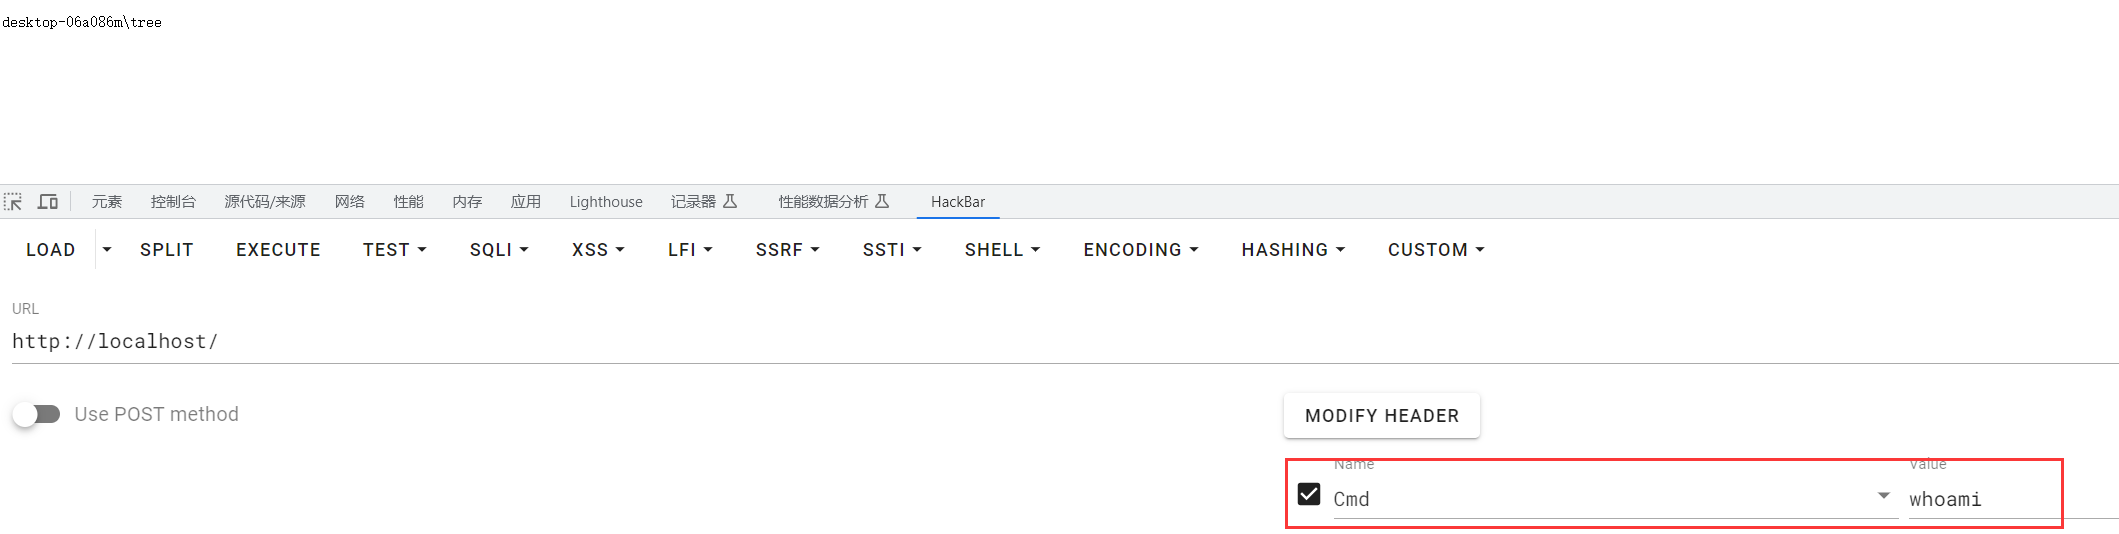 desktop-06a086m\tree
元素 控制台 源代码/来源 网络 性能 内存 应用 Lighthouse 记录器 性能数据分析 HackBar
LOAD SPLIT EXECUTE TEST SQLI XSS LFI SSRF SSTI SHELL ENCODING HASHING CUSTOM
URL
http://localhost/
Use POST method MODIFY HEADER
Name Value
Cmd whoami